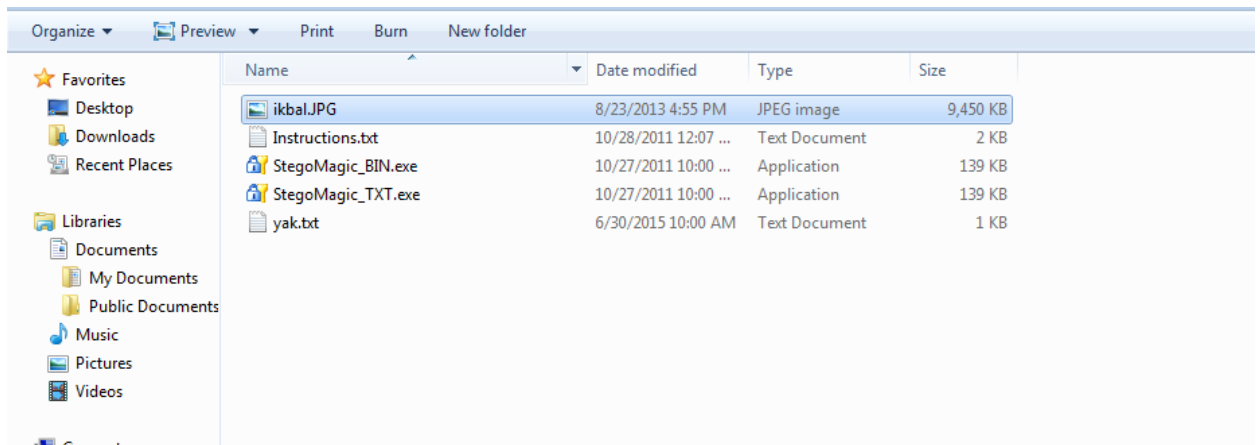 Organize Preview Print Burn New folder
Favorites
Desktop
Downloads
Recent Places
Libraries
Documents
My Documents
Public Documents
Music
Pictures
Videos
Name Date modified Type Size
ikbal.JPG 8/23/2013 4:55 PM JPEG image 9,450 KB
Instructions.txt 10/28/2011 12:07 ... Text Document 2 KB
StegoMagic_BIN.exe 10/27/2011 10:00 ... Application 139 KB
StegoMagic_TXT.exe 10/27/2011 10:00 ... Application 139 KB
yak.txt 6/30/2015 10:00 AM Text Document 1 KB